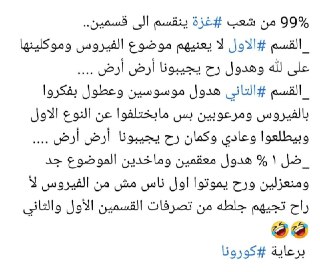 99% من شعب #غزة ينقسم الى قسمين..
_القسم #الاول لا يعنيهم موضوع الفيروس وموكلينها
على لله وهدول رح يجيبونا أرض أرض ....
_القسم #التاني هدول موسوسين وعطول بفكروا
بالفيروس ومرعوبين بس مابختلفوا عن النوع الاول
وبيطلعوا وعادي وكمان رح يجيبونا أرض أرض ....
_ضل ١ % هدول معقمين وماخدين الموضوع جد
ومنعزلين ورح يموتوا اول ناس مش من الفيروس لأ
راح تجيهم جلطه من تصرفات القسمين الأول والثاني
🤣🤣
برعاية #كورونا